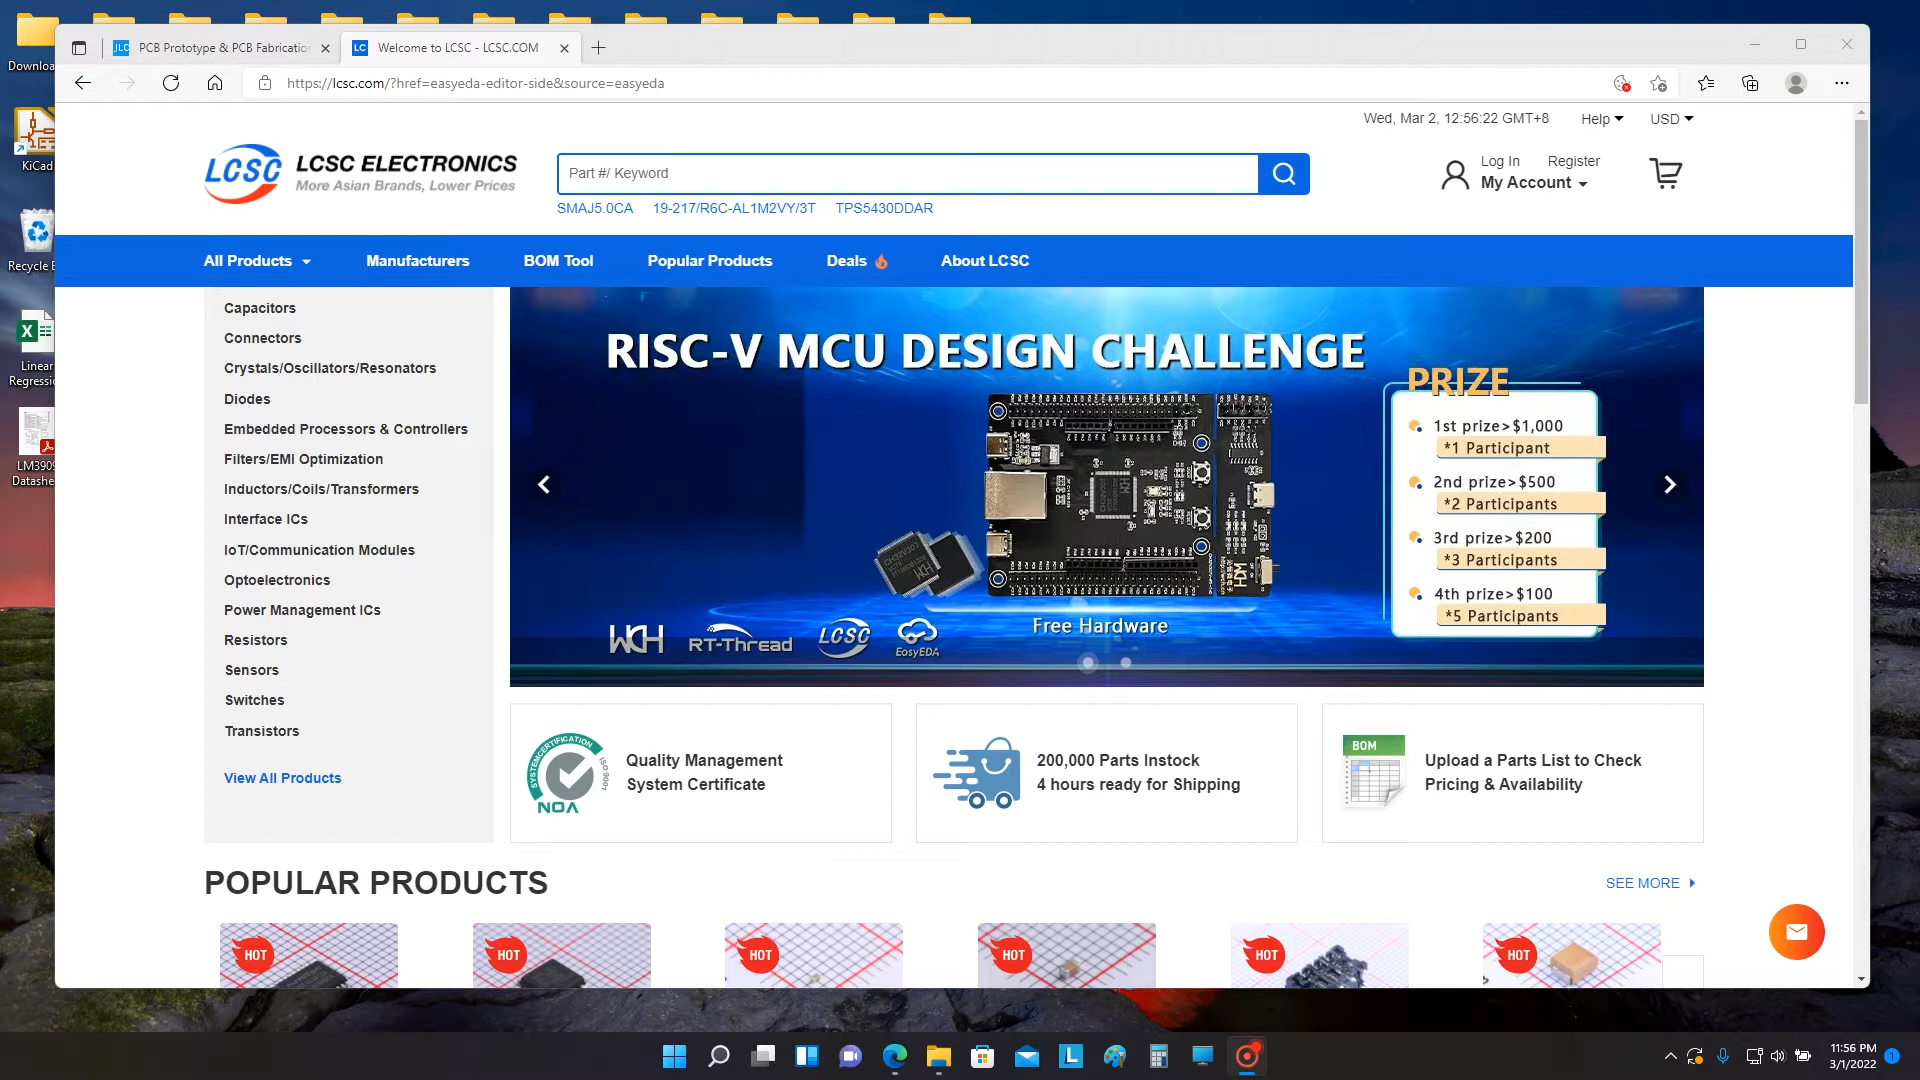 Downloa
KiCad
Recycle B
Linear
Regressio
LM3909
Datashe
PCB Prototype & PCB Fabricatio
Welcome to LCSC - LCSC.COM
https://lcsc.com/?href=easyeda-editor-side&source=easyeda
Wed, Mar 2, 12:56:22 GMT+8
Help
USD
LCSC
LCSC ELECTRONICS
More Asian Brands, Lower Prices
Part #/ Keyword
SMAJ5.0CA
19-217/R6C-AL1M2VY/3T
TPS5430DDAR
Log In
Register
My Account
All Products
Manufacturers
BOM Tool
Popular Products
Deals
About LCSC
Capacitors
Connectors
Crystals/Oscillators/Resonators
Diodes
Embedded Processors & Controllers
Filters/EMI Optimization
Inductors/Coils/Transformers
Interface ICs
IoT/Communication Modules
Optoelectronics
Power Management ICs
Resistors
Sensors
Switches
Transistors
View All Products
RISC-V MCU DESIGN CHALLENGE
PRIZE
1st prize>$1,000
*1 Participant
2nd prize>$500
*2 Participants
3rd prize>$200
*3 Participants
4th prize>$100
*5 Participants
WCH
RT-Thread
LCSC
EasyEDA
Free Hardware
SYSTEMCERTIFICATION
ISO 9001
NQA
Quality Management
System Certificate
200,000 Parts Instock
4 hours ready for Shipping
BOM
Upload a Parts List to Check
Pricing & Availability
POPULAR PRODUCTS
SEE MORE
HOT
HOT
HOT
HOT
HOT
HOT
11:56 PM
3/1/2022